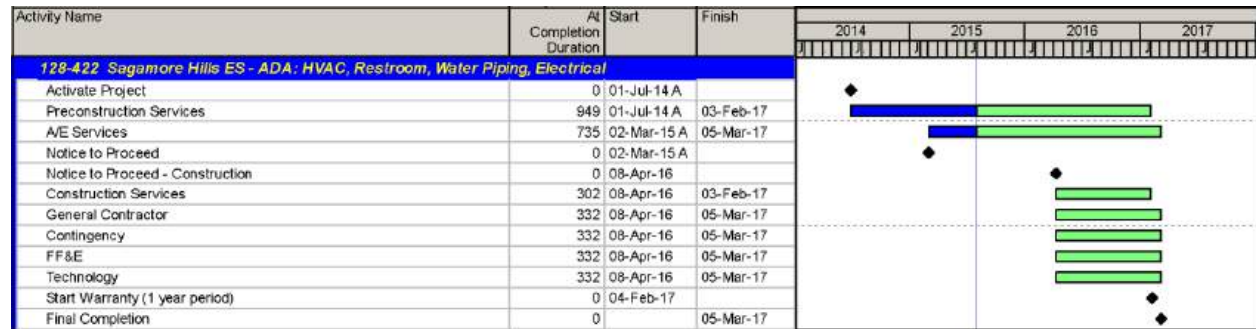 Activity Name At Completion Duration Start Finish
2014 2015 2016 2017
J J J J J J J
128-422 Sagamore Hills ES - ADA: HVAC, Restroom, Water Piping, Electrical
Activate Project 0 01-Jul-14 A
Preconstruction Services 949 01-Jul-14 A 03-Feb-17
A/E Services 735 02-Mar-15 A 05-Mar-17
Notice to Proceed 0 02-Mar-15 A
Notice to Proceed - Construction 0 08-Apr-16
Construction Services 302 08-Apr-16 03-Feb-17
General Contractor 332 08-Apr-16 05-Mar-17
Contingency 332 08-Apr-16 05-Mar-17
FF&E 332 08-Apr-16 05-Mar-17
Technology 332 08-Apr-16 05-Mar-17
Start Warranty (1 year period) 0 04-Feb-17
Final Completion 0 05-Mar-17